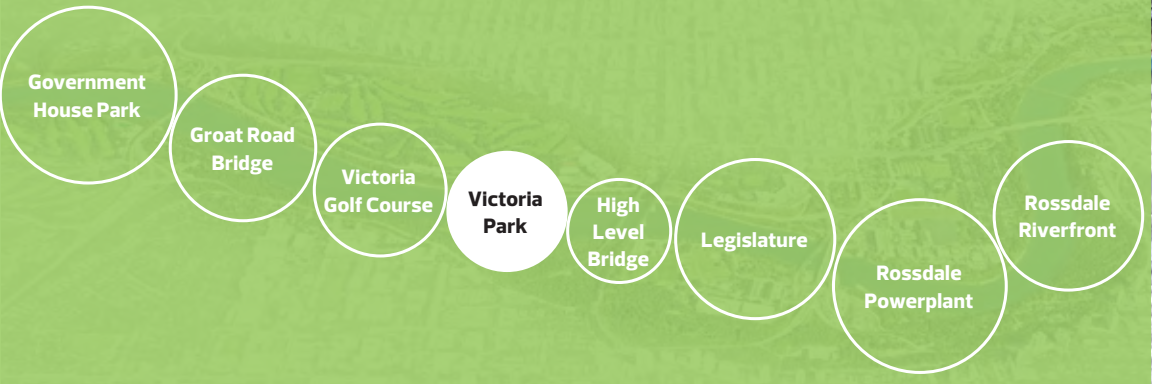 Government
House Park
Groat Road
Bridge
Victoria
Golf Course
Victoria
Park
High
Level
Bridge
Legislature
Rossdale
Powerplant
Rossdale
Riverfront